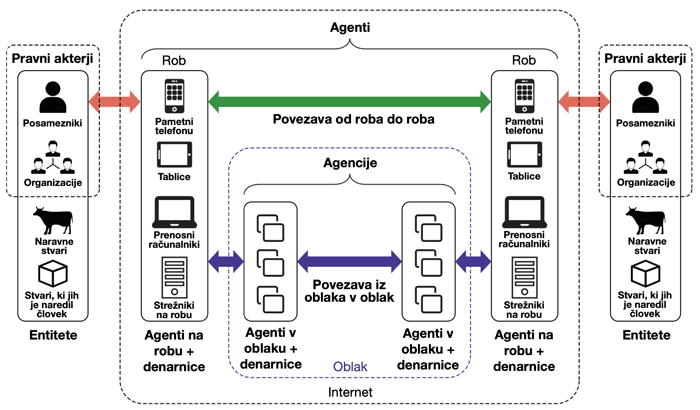 Agenti
Pravni akterji
Posamezniki
Organizacije
Naravne
stvari
Stvari, ki jih
je naredil
človek
Entitete
Rob
Pametni
telefonu
Tablice
Prenosni
računalniki
Strežniki
na robu
Agenti na
robu +
denarnice
Povezava od roba do roba
Agencije
Povezava iz
oblaka v oblak
Agenti v
oblaku +
denarnice
Agenti v
oblaku +
denarnice
Oblak
Rob
Pametni
telefonu
Tablice
Prenosni
računalniki
Strežniki
na robu
Agenti na
robu +
denarnice
Pravni akterji
Posamezniki
Organizacije
Naravne
stvari
Stvari, ki jih
je naredil
človek
Entitete
Internet